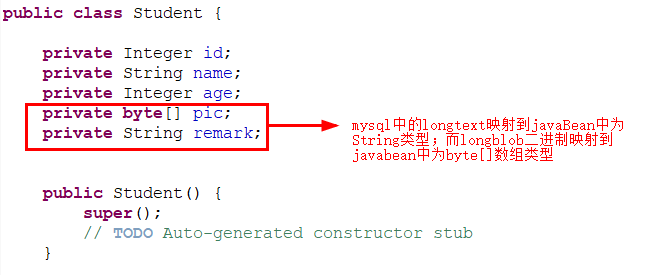 public class Student {
private Integer id;
private String name;
private Integer age;
private byte[] pic;
private String remark;
mysql中的longtext映射到javaBean中为
String类型；而longblob二进制映射到
javabean中为byte[]数组类型
public Student() {
super();
// TODO Auto-generated constructor stub
}